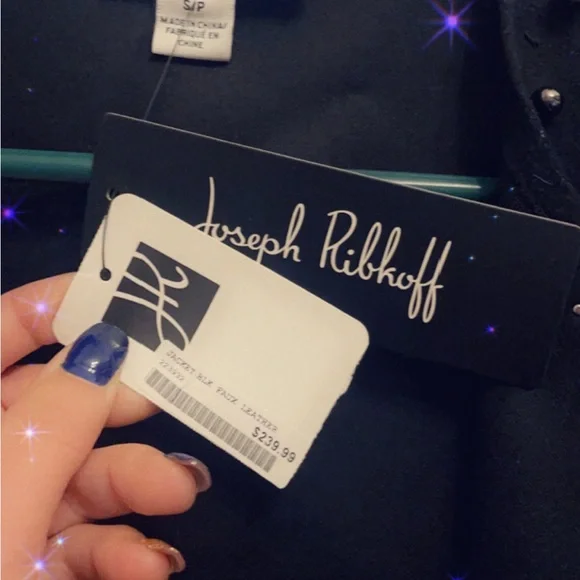 S/P
MADE IN CHINA/
FABRIQUÉ EN
CHINE
Joseph Ribkoff
JACKET BLK FAUX LEATHER
$239.99